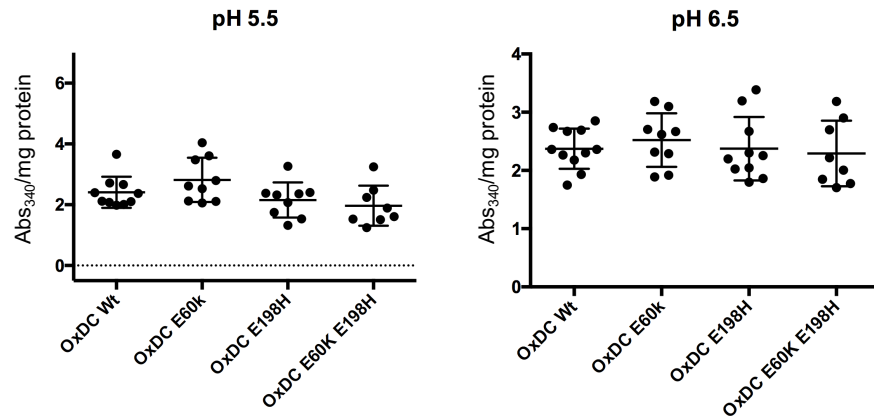 pH 5.5
Abs₃₄₀/mg protein
6
4
2
0
OxDC Wt
OxDC E60k
OxDC E198H
OxDC E60K E198H
pH 6.5
Abs₃₄₀/mg protein
4
3
2
1
0
OxDC Wt
OxDC E60k
OxDC E198H
OxDC E60K E198H